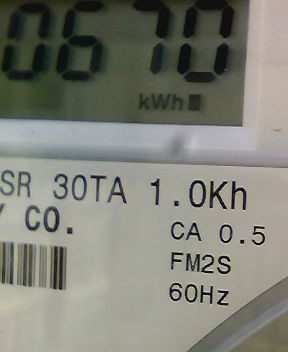 0670
kWh
SR 30TA 1.0Kh
Y CO.
CA 0.5
FM2S
60Hz